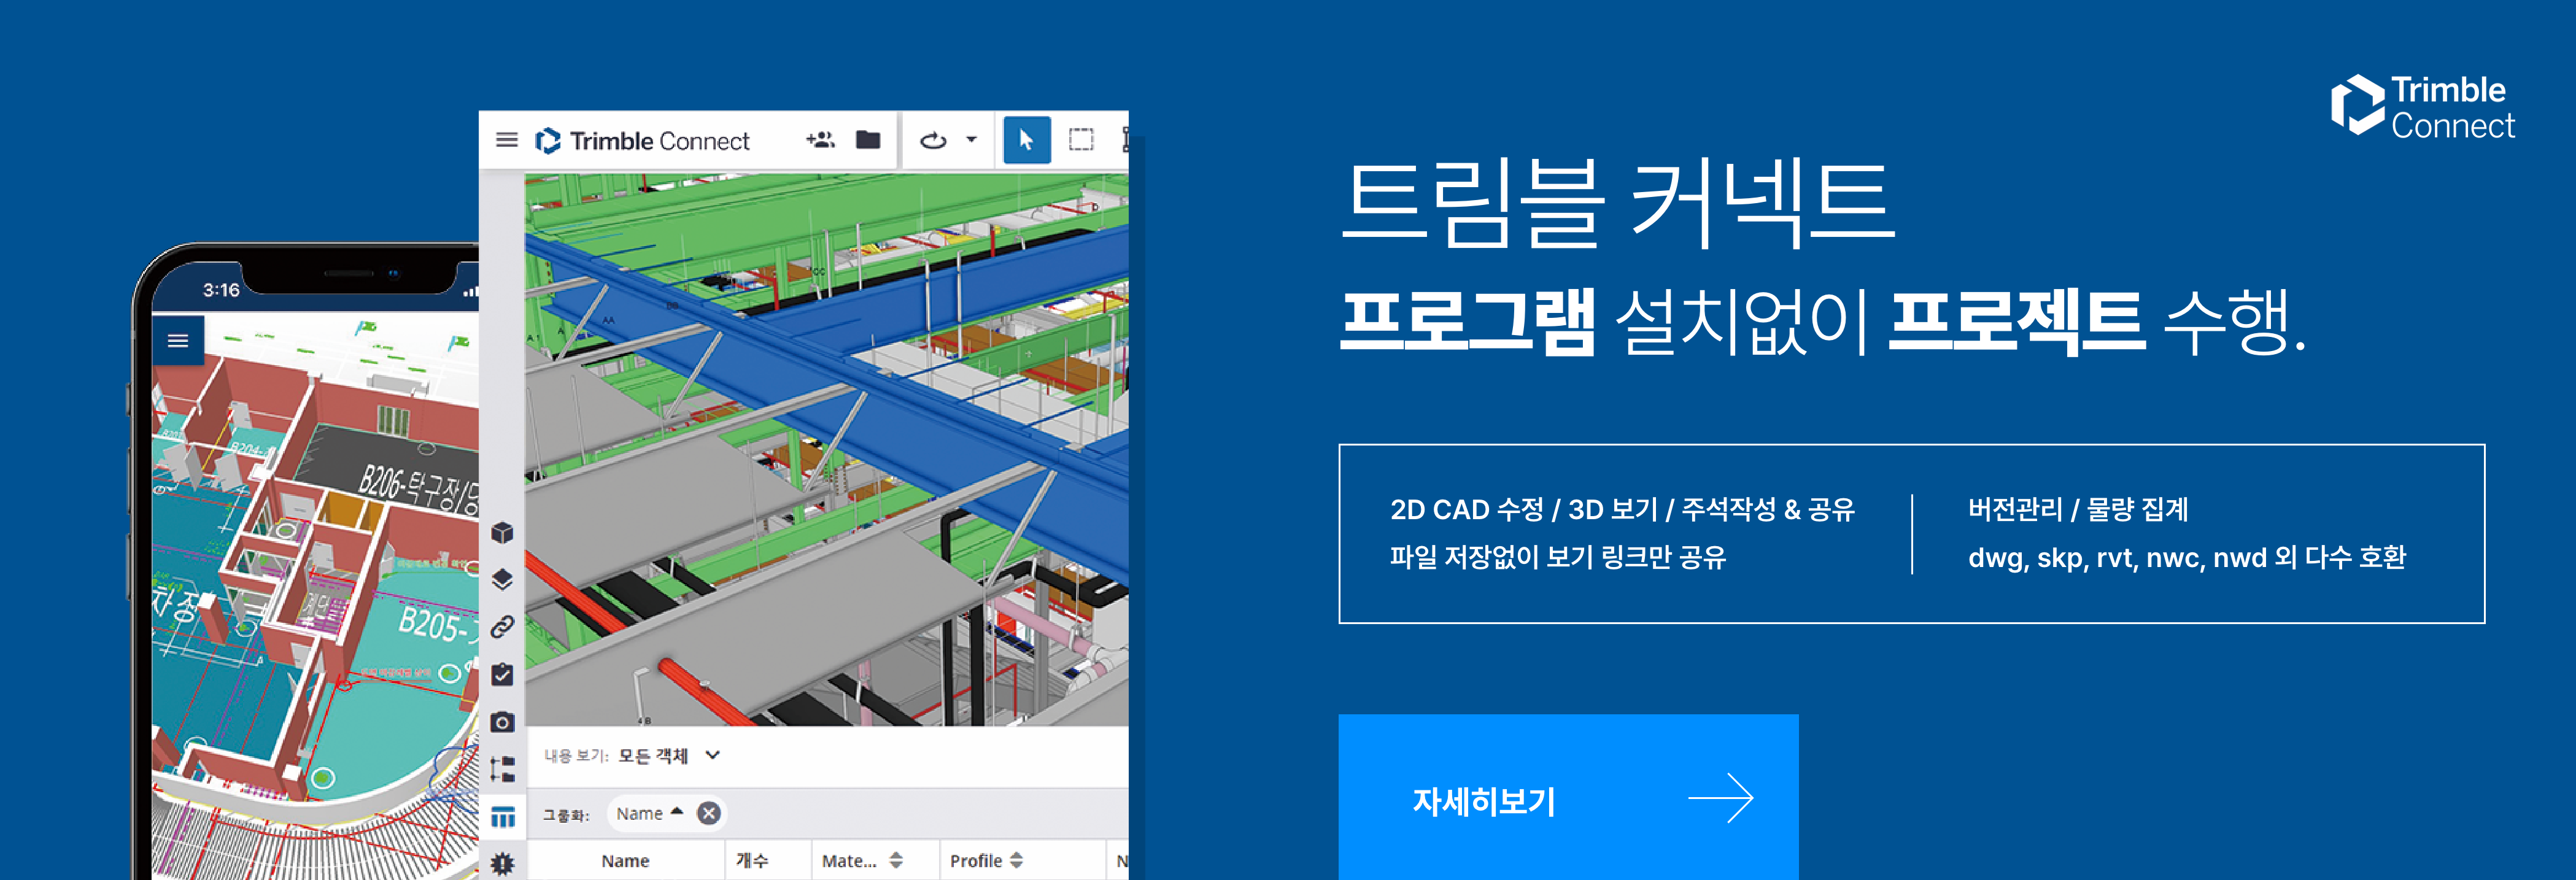 Trimble
Connect
트림블 커넥트
프로그램 설치없이 프로젝트 수행.
2D CAD 수정 / 3D 보기 / 주석작성 & 공유
파일 저장없이 보기 링크만 공유
버전관리 / 물량 집계
dwg, skp, rvt, nwc, nwd 외 다수 호환
자세히보기
Trimble Connect
AA
A
4 B
내용 보기: 모든 객체
그룹화: Name
Name 개수 Mate... Profile N
3:16
B204-
B206-탁구장/당
B205-